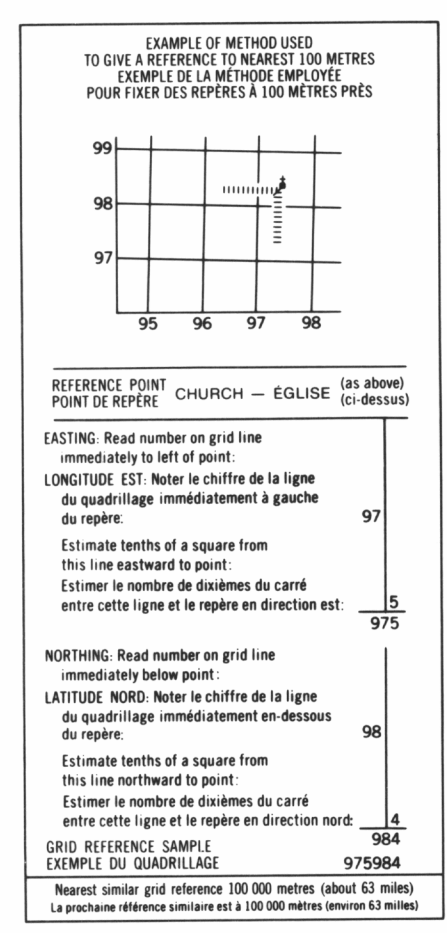 EXAMPLE OF METHOD USED
TO GIVE A REFERENCE TO NEAREST 100 METRES
EXEMPLE DE LA MÉTHODE EMPLOYÉE
POUR FIXER DES REPÈRES À 100 MÈTRES PRÈS
99
98
97
95 96 97 98
REFERENCE POINT
POINT DE REPÈRE CHURCH — ÉGLISE (as above)
(ci-dessus)
EASTING: Read number on grid line
immediately to left of point:
LONGITUDE EST: Noter le chiffre de la ligne
du quadrillage immédiatement à gauche
du repère: 97
Estimate tenths of a square from
this line eastward to point:
Estimer le nombre de dixièmes du carré
entre cette ligne et le repère en direction est: 5
975
NORTHING: Read number on grid line
immediately below point:
LATITUDE NORD: Noter le chiffre de la ligne
du quadrillage immédiatement en-dessous
du repère: 98
Estimate tenths of a square from
this line northward to point:
Estimer le nombre de dixièmes du carré
entre cette ligne et le repère en direction nord: 4
984
GRID REFERENCE SAMPLE
EXEMPLE DU QUADRILLAGE 975984
Nearest similar grid reference 100 000 metres (about 63 miles)
La prochaine référence similaire est à 100 000 mètres (environ 63 milles)